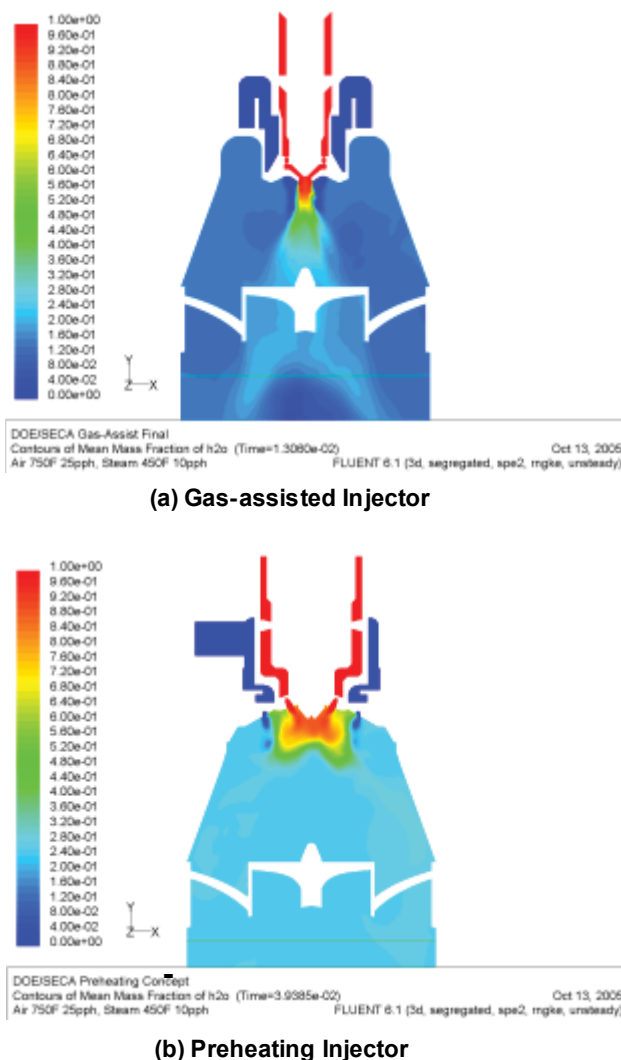 1.00e+00
9.60e-01
9.20e-01
8.80e-01
8.40e-01
8.00e-01
7.60e-01
7.20e-01
6.80e-01
6.40e-01
6.00e-01
5.60e-01
5.20e-01
4.80e-01
4.40e-01
4.00e-01
3.60e-01
3.20e-01
2.80e-01
2.40e-01
2.00e-01
1.60e-01
1.20e-01
8.00e-02
4.00e-02
0.00e+00
Y
Z X
DOE/SECA Gas-Assist Final
Contours of Mean Mass Fraction of h2o (Time=1.3060e-02) Oct 13, 2005
Air 750F 25pph, Steam 450F 10pph FLUENT 6.1 (3d, segregated, spe2, rngke, unsteady)
(a) Gas-assisted Injector
1.00e+00
9.60e-01
9.20e-01
8.80e-01
8.40e-01
8.00e-01
7.60e-01
7.20e-01
6.80e-01
6.40e-01
6.00e-01
5.60e-01
5.20e-01
4.80e-01
4.40e-01
4.00e-01
3.60e-01
3.20e-01
2.80e-01
2.40e-01
2.00e-01
1.60e-01
1.20e-01
8.00e-02
4.00e-02
0.00e+00
Y
Z X
DOE/SECA Preheating Concept
Contours of Mean Mass Fraction of h2o (Time=3.9385e-02) Oct 13, 2005
Air 750F 25pph, Steam 450F 10pph FLUENT 6.1 (3d, segregated, spe2, rngke, unsteady)
(b) Preheating Injector